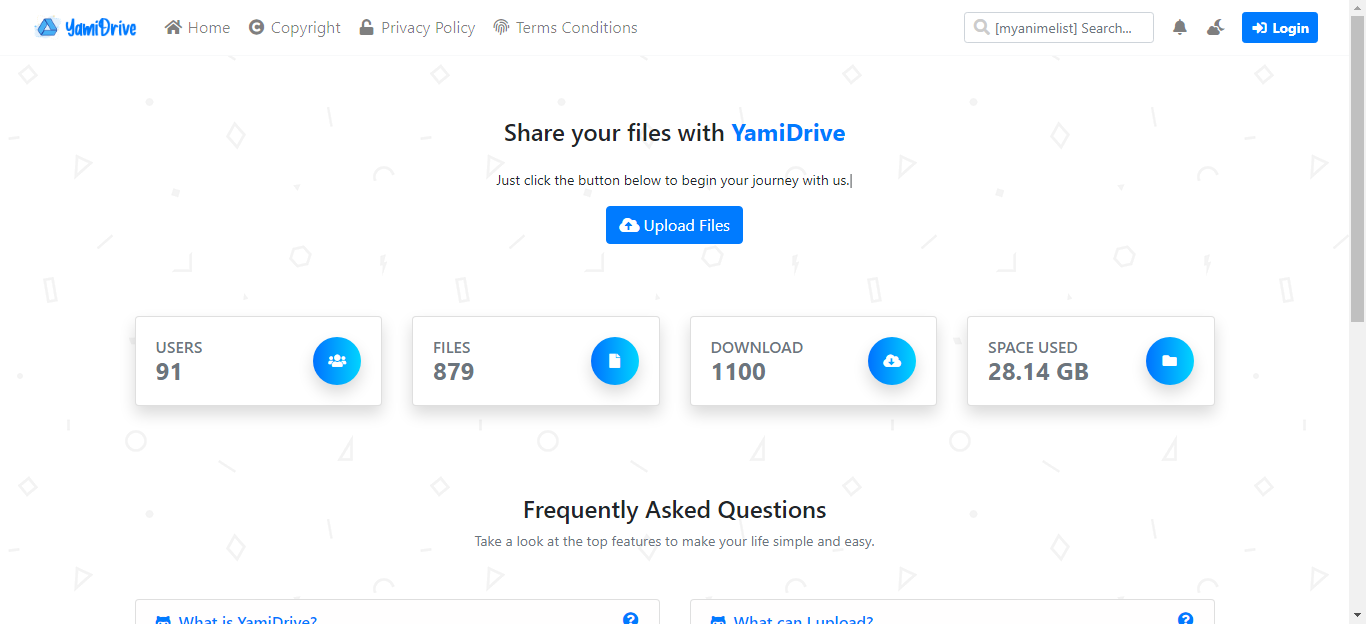 YamiDrive Home Copyright Privacy Policy Terms Conditions [myanimelist] Search... Login
Share your files with YamiDrive
Just click the button below to begin your journey with us.|
Upload Files
USERS
91
FILES
879
DOWNLOAD
1100
SPACE USED
28.14 GB
Frequently Asked Questions
Take a look at the top features to make your life simple and easy.
What is YamiDrive?
What can I upload?